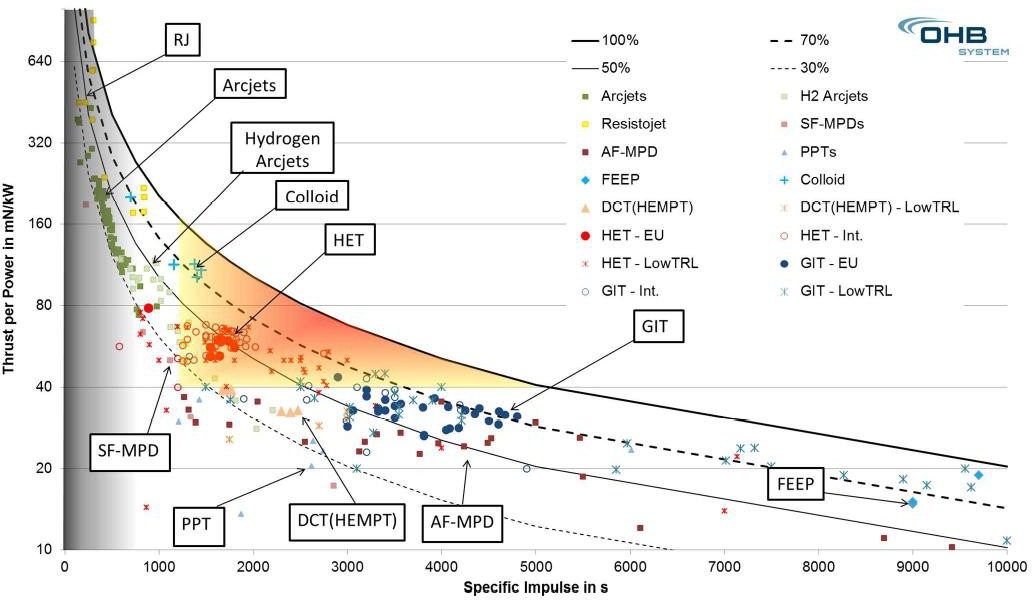 OHB
SYSTEM
100%
70%
50%
30%
Arcjets
H2 Arcjets
Resistojet
SF-MPDs
AF-MPD
PPTs
FEEP
Colloid
DCT(HEMPT)
DCT(HEMPT) - LowTRL
HET - EU
HET - Int.
HET - LowTRL
GIT - EU
GIT - Int.
GIT - LowTRL
RJ
Arcjets
Hydrogen
Arcjets
Colloid
HET
GIT
SF-MPD
PPT
DCT(HEMPT)
AF-MPD
FEEP
Thrust per Power in mN/kW
640
320
160
80
40
20
10
0 1000 2000 3000 4000 5000 6000 7000 8000 9000 10000
Specific Impulse in s